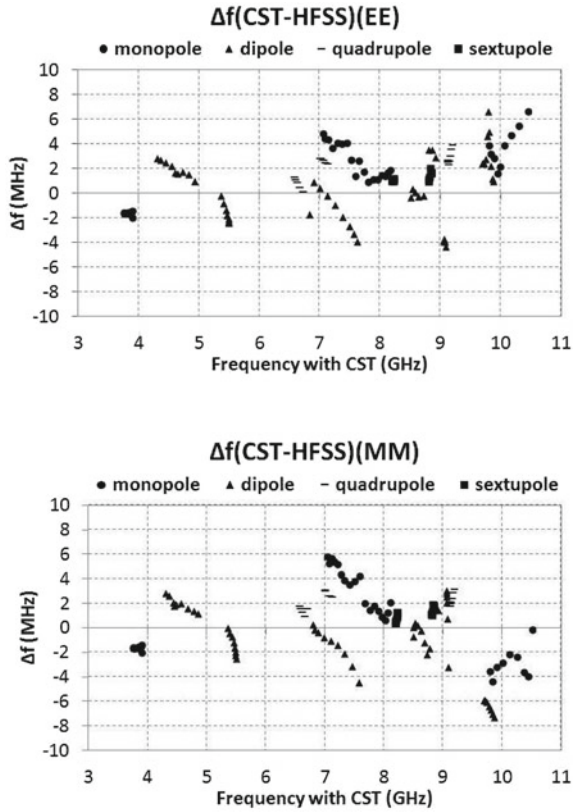 Δf(CST-HFSS)(EE)
● monopole ▲ dipole – quadrupole ■ sextupole
10
8
6
4
2
0
-2
-4
-6
-8
-10
Δf (MHz)
3 4 5 6 7 8 9 10 11
Frequency with CST (GHz)
Δf(CST-HFSS)(MM)
● monopole ▲ dipole – quadrupole ■ sextupole
10
8
6
4
2
0
-2
-4
-6
-8
-10
Δf (MHz)
3 4 5 6 7 8 9 10 11
Frequency with CST (GHz)